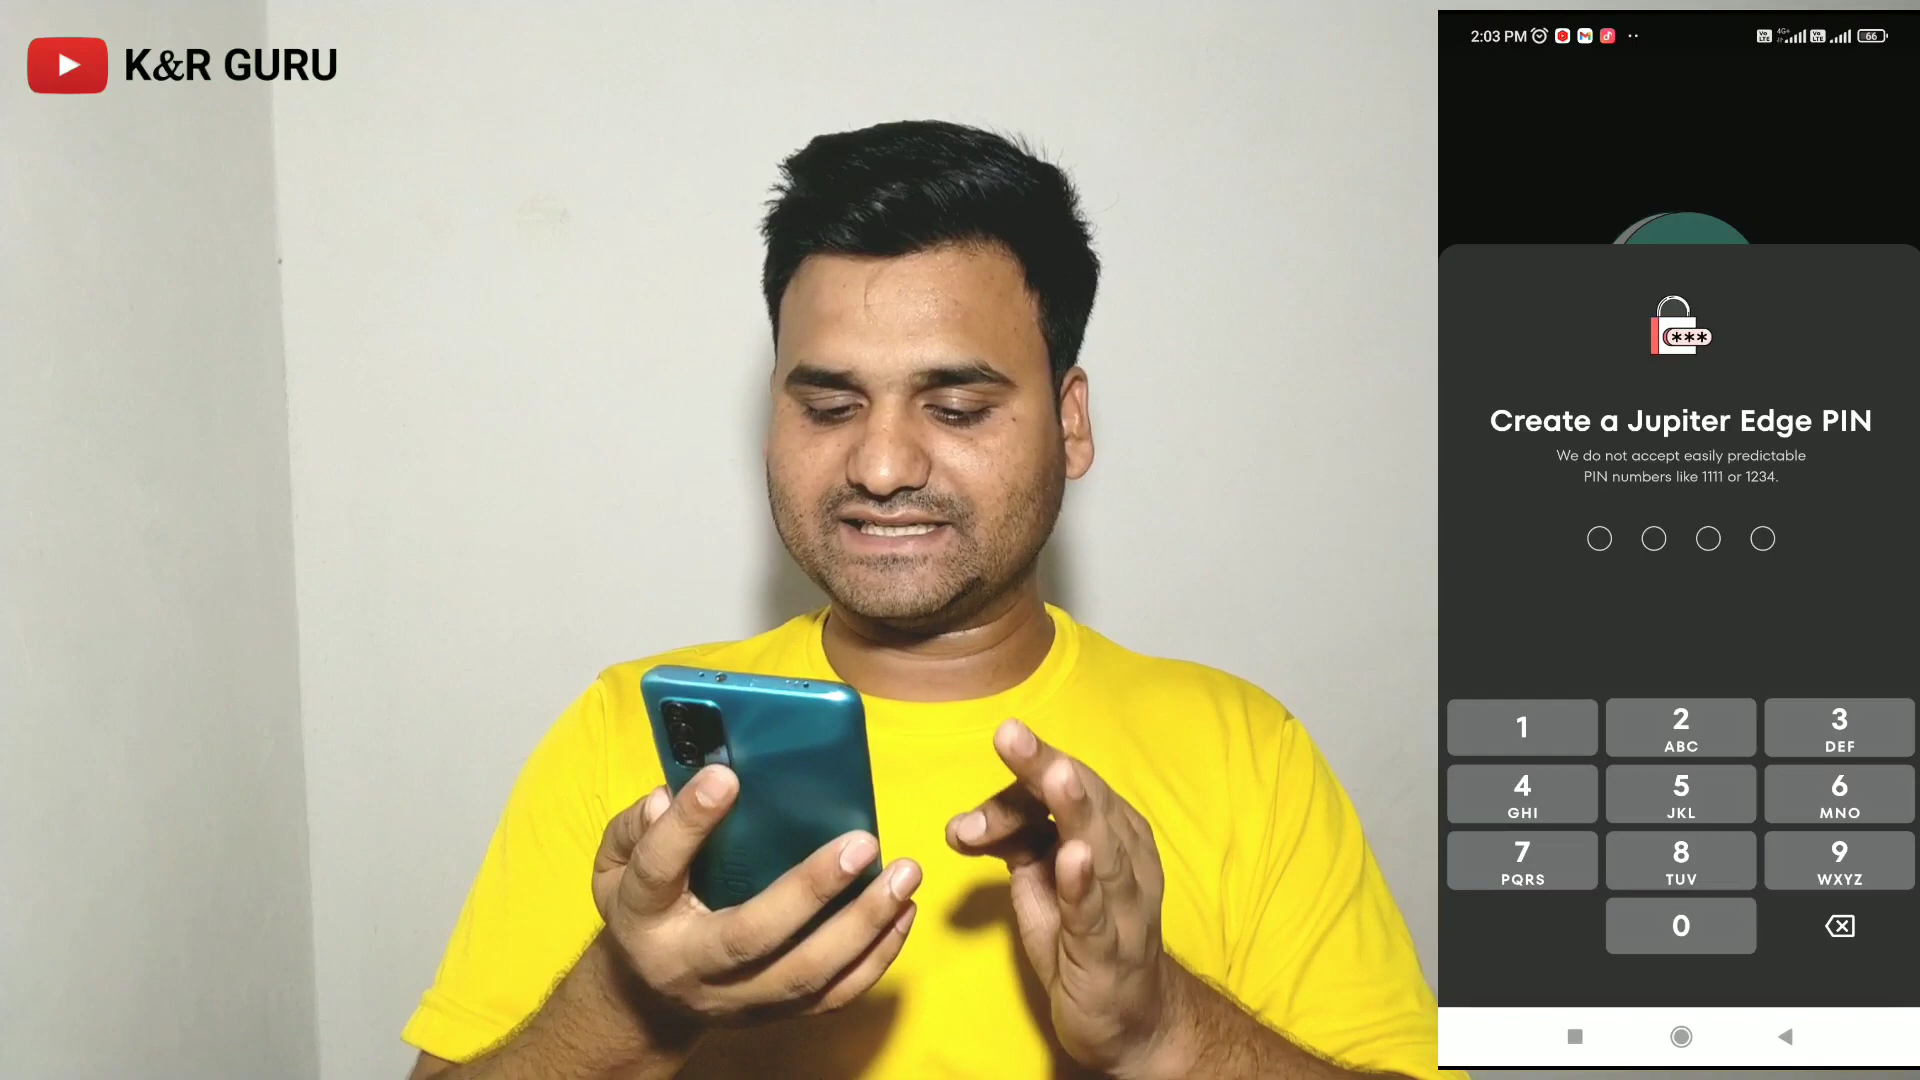 K&R GURU
2:03 PM
66
***
Create a Jupiter Edge PIN
We do not accept easily predictable
PIN numbers like 1111 or 1234.
1
2
ABC
3
DEF
4
GHI
5
JKL
6
MNO
7
PQRS
8
TUV
9
WXYZ
0